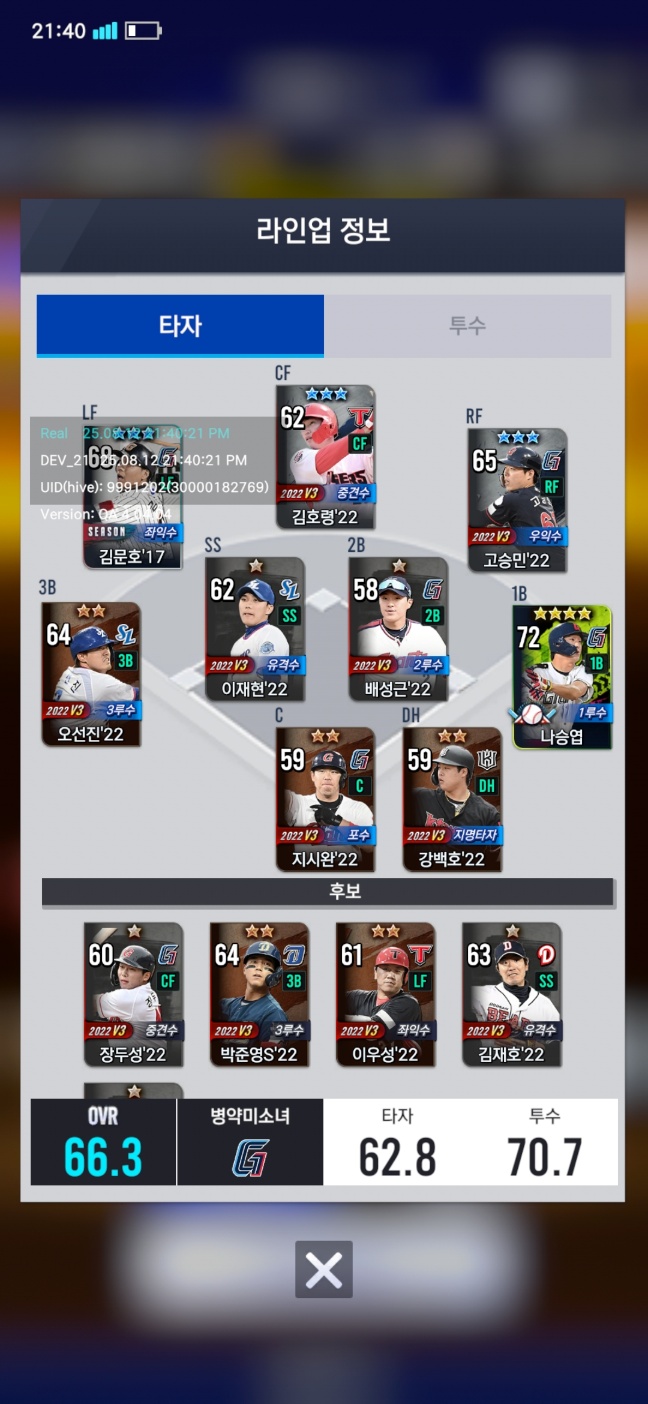 21:40
라인업 정보
타자
투수
CF
62
CF
2022 V3 중견수
김호령'22
LF
68
LF
SEASON 좌익수
김문호'17
Real 25.08.12 21:40:21 PM
DEV_21 25.08.12 21:40:21 PM
UID(hive): 9991202(30000182769)
Version: QA 4.04.04
RF
65
RF
2022 V3 우익수
고승민'22
SS
62
SL
SS
2022 V3 유격수
이재현'22
2B
58
2B
2022 V3 2루수
배성근'22
3B
64
SL
3B
2022 V3 3루수
오선진'22
1B
72
1B
1루수
나승엽
C
59
C
2022 V3 포수
지시완'22
DH
59
DH
2022 V3 지명타자
강백호'22
후보
60
CF
2022 V3 중견수
장두성'22
64
D
3B
2022 V3 3루수
박준영S'22
61
T
LF
2022 V3 좌익수
이우성'22
63
D
SS
2022 V3 유격수
김재호'22
OVR
66.3
병약미소녀
타자
62.8
투수
70.7